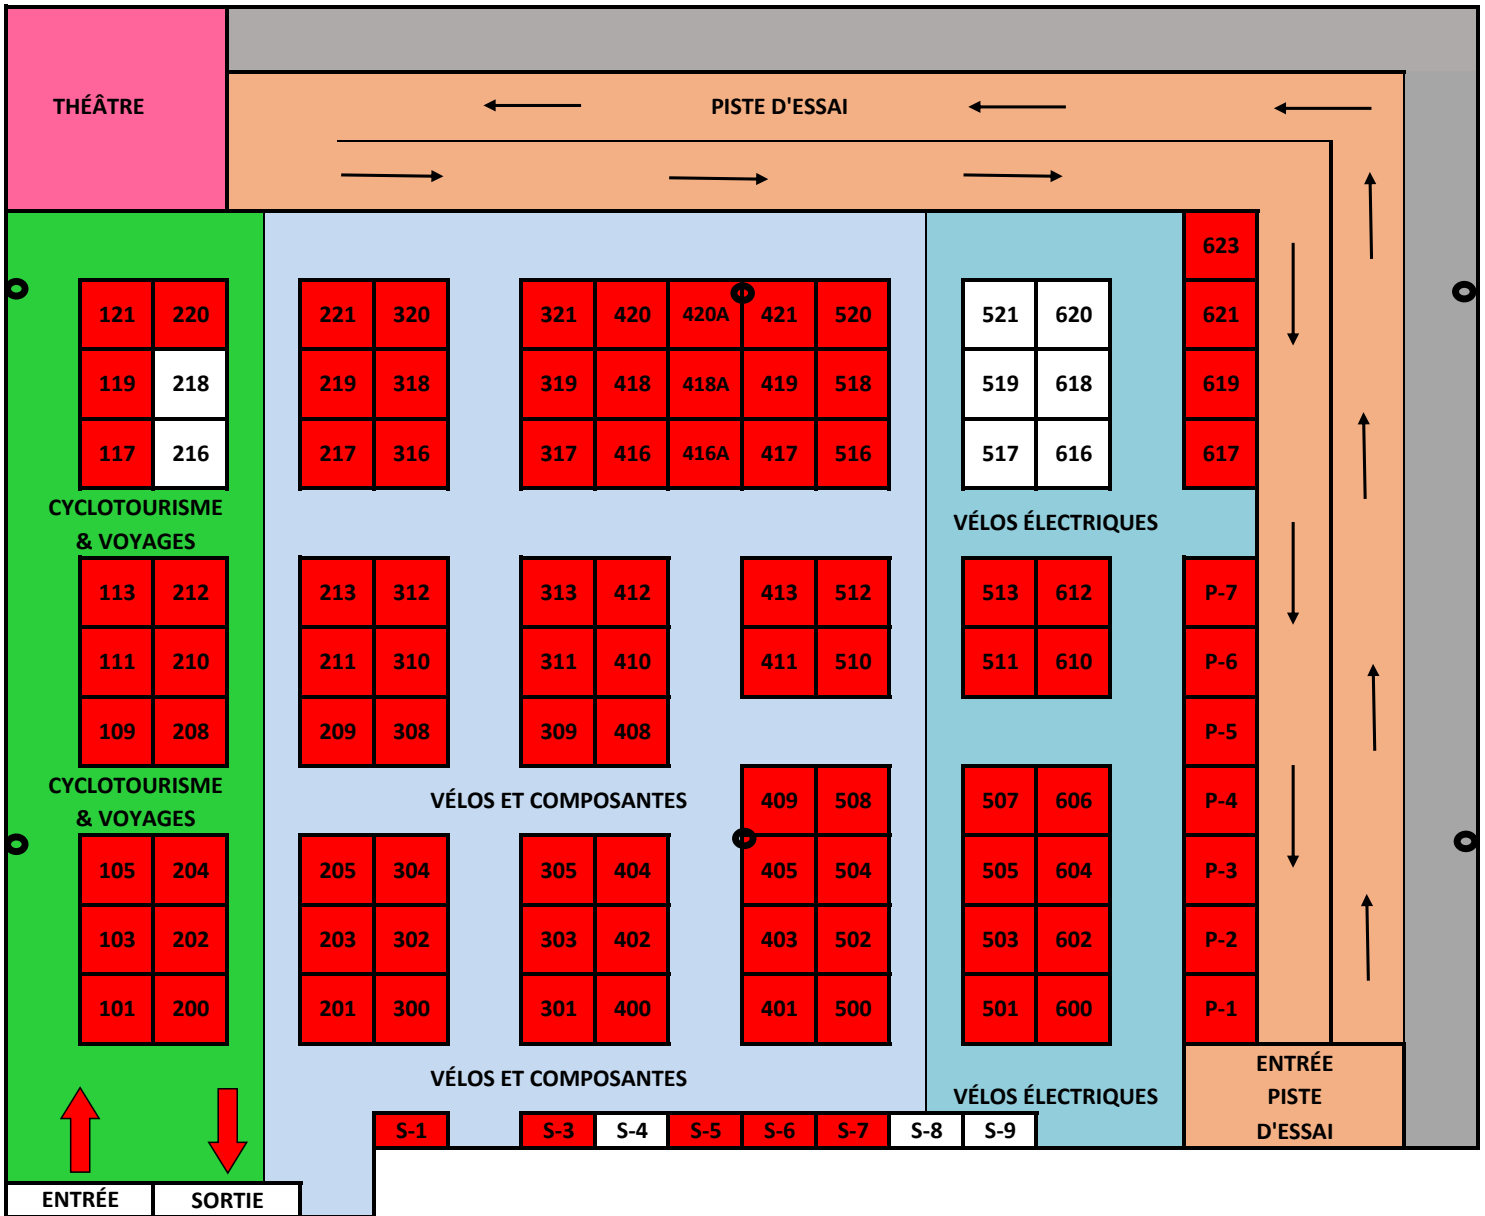 THÉÂTRE
PISTE D'ESSAI
623
121 220 221 320 321 420 420A 421 520 521 620 621
119 218 219 318 319 418 418A 419 518 519 618 619
117 216 217 316 317 416 416A 417 516 517 616 617
CYCLOTOURISME
& VOYAGES
VÉLOS ÉLECTRIQUES
113 212 213 312 313 412 413 512 513 612 P-7
111 210 211 310 311 410 411 510 511 610 P-6
109 208 209 308 309 408 P-5
CYCLOTOURISME
& VOYAGES
VÉLOS ET COMPOSANTES
409 508 507 606 P-4
105 204 205 304 305 404 405 504 505 604 P-3
103 202 203 302 303 402 403 502 503 602 P-2
101 200 201 300 301 400 401 500 501 600 P-1
VÉLOS ET COMPOSANTES
VÉLOS ÉLECTRIQUES
ENTRÉE
PISTE
D'ESSAI
S-1 S-3 S-4 S-5 S-6 S-7 S-8 S-9
ENTRÉE SORTIE